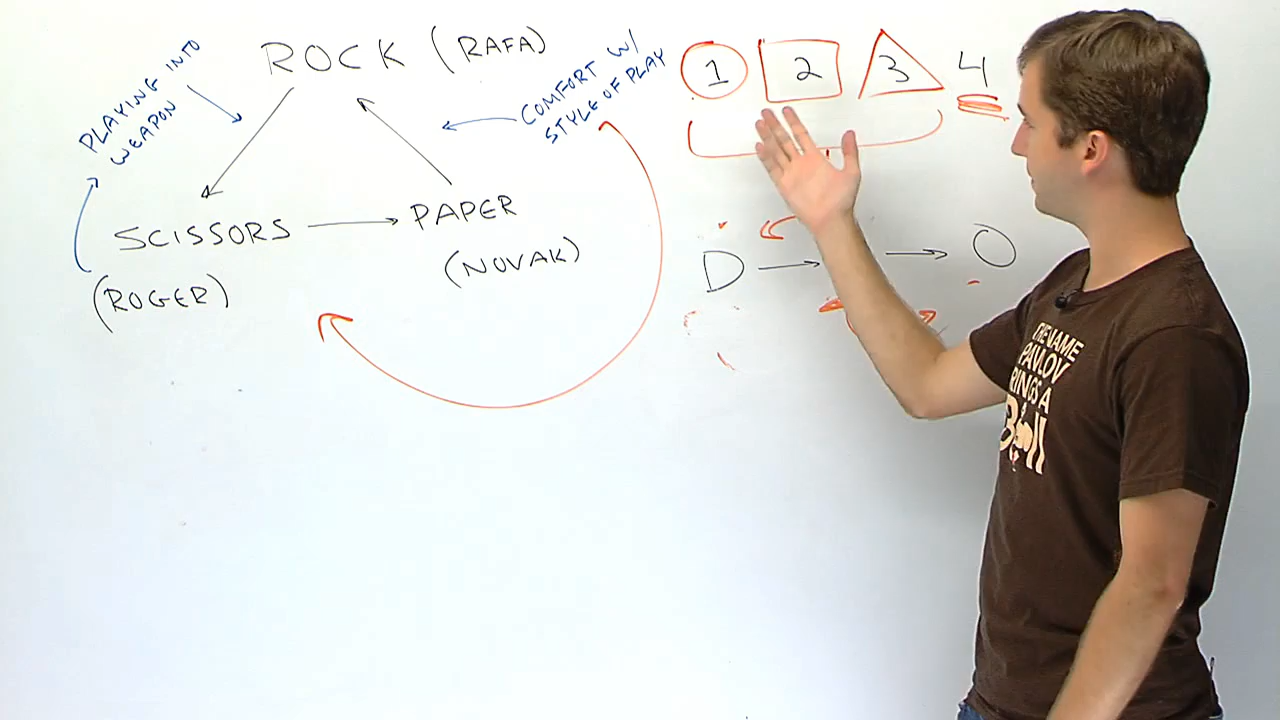 ROCK (RAFA)
PLAYING INTO
WEAPON
COMFORT W/
STYLE OF PLAY
SCISSORS
(ROGER)
PAPER
(NOVAK)
1 2 3 4
D O
THE NAME
PAVLOV
RINGS A
Bell